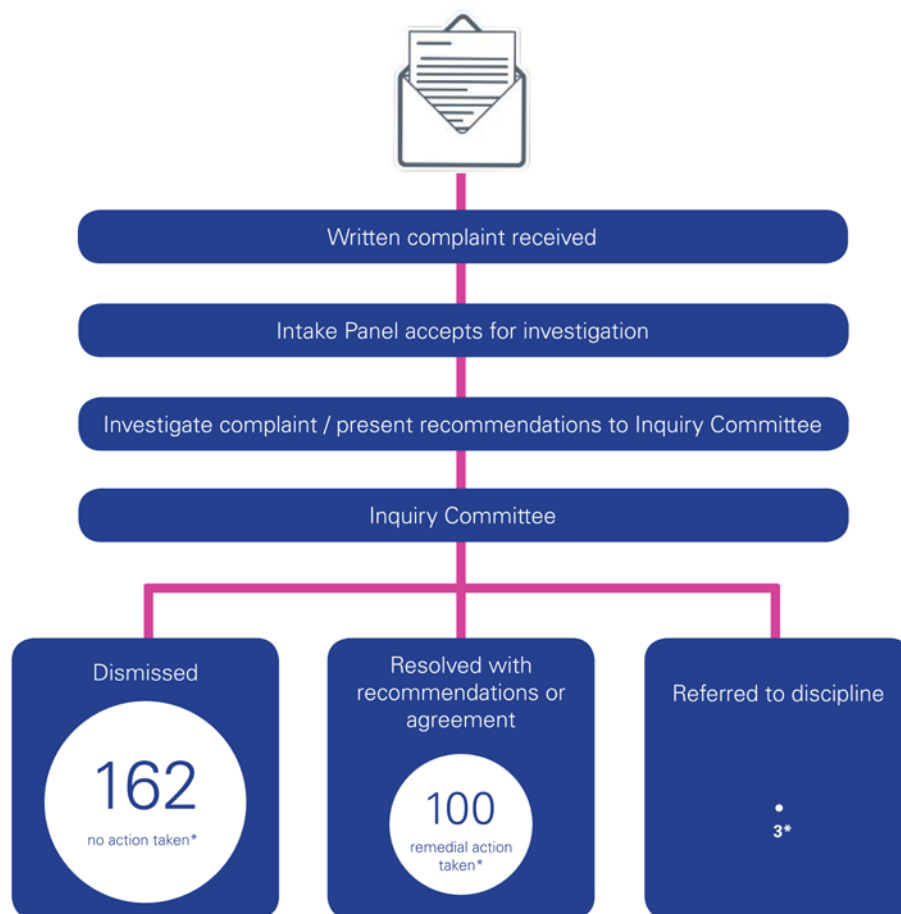 Written complaint received
Intake Panel accepts for investigation
Investigate complaint / present recommendations to Inquiry Committee
Inquiry Committee
Dismissed
162
no action taken*
Resolved with
recommendations or
agreement
100
remedial action
taken*
Referred to discipline
3*